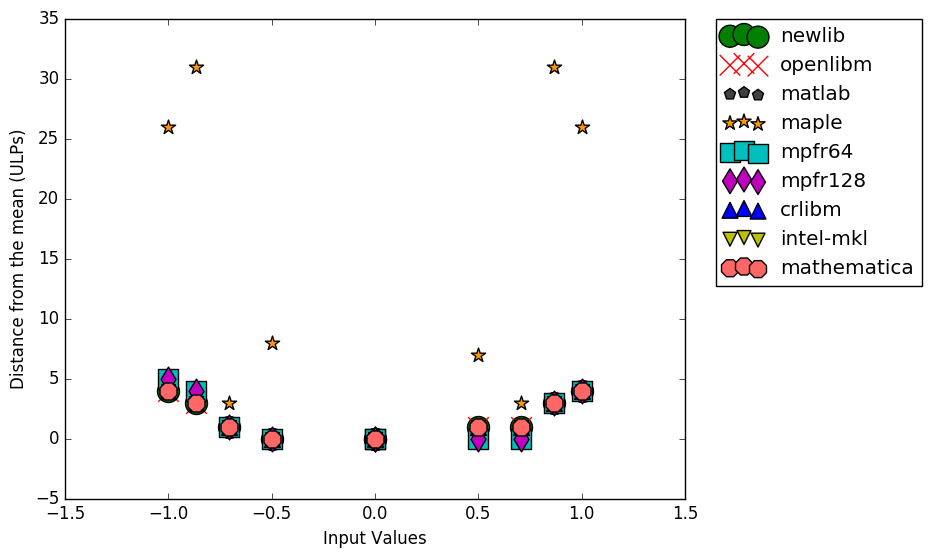 35
30
25
20
15
10
5
0
−5
−1.5
−1.0
−0.5
0.0
0.5
1.0
1.5
Distance from the mean (ULPs)
Input Values
newlib
openlibm
matlab
maple
mpfr64
mpfr128
crlibm
intel-mkl
mathematica